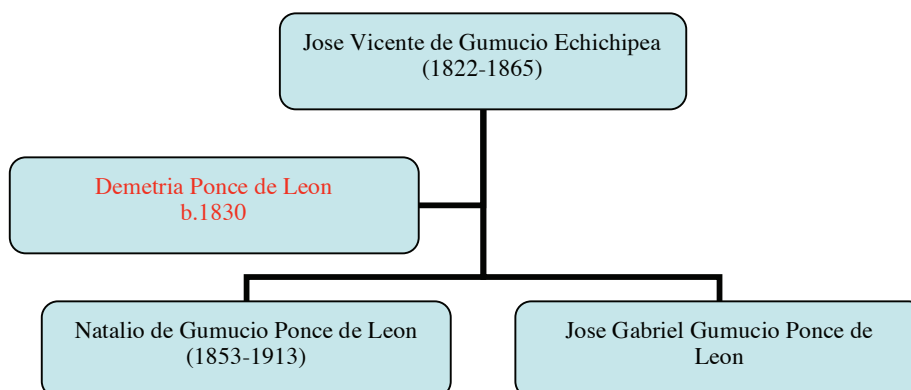 Jose Vicente de Gumucio Echichipea
(1822-1865)
Demetria Ponce de Leon
b.1830
Natalio de Gumucio Ponce de Leon
(1853-1913)
Jose Gabriel Gumucio Ponce de
Leon